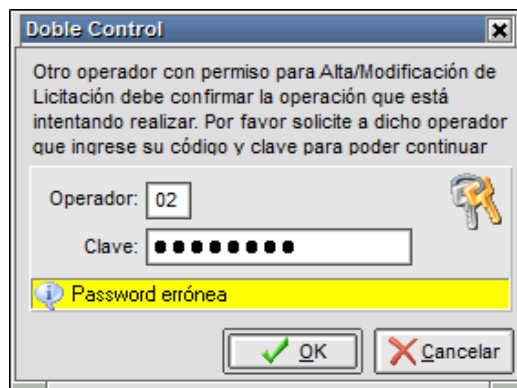 Doble Control
Otro operador con permiso para Alta/Modificación de
Licitación debe confirmar la operación que está
intentando realizar. Por favor solicite a dicho operador
que ingrese su código y clave para poder continuar
Operador: 02
Clave: ●●●●●●●●
Password errónea
OK Cancelar